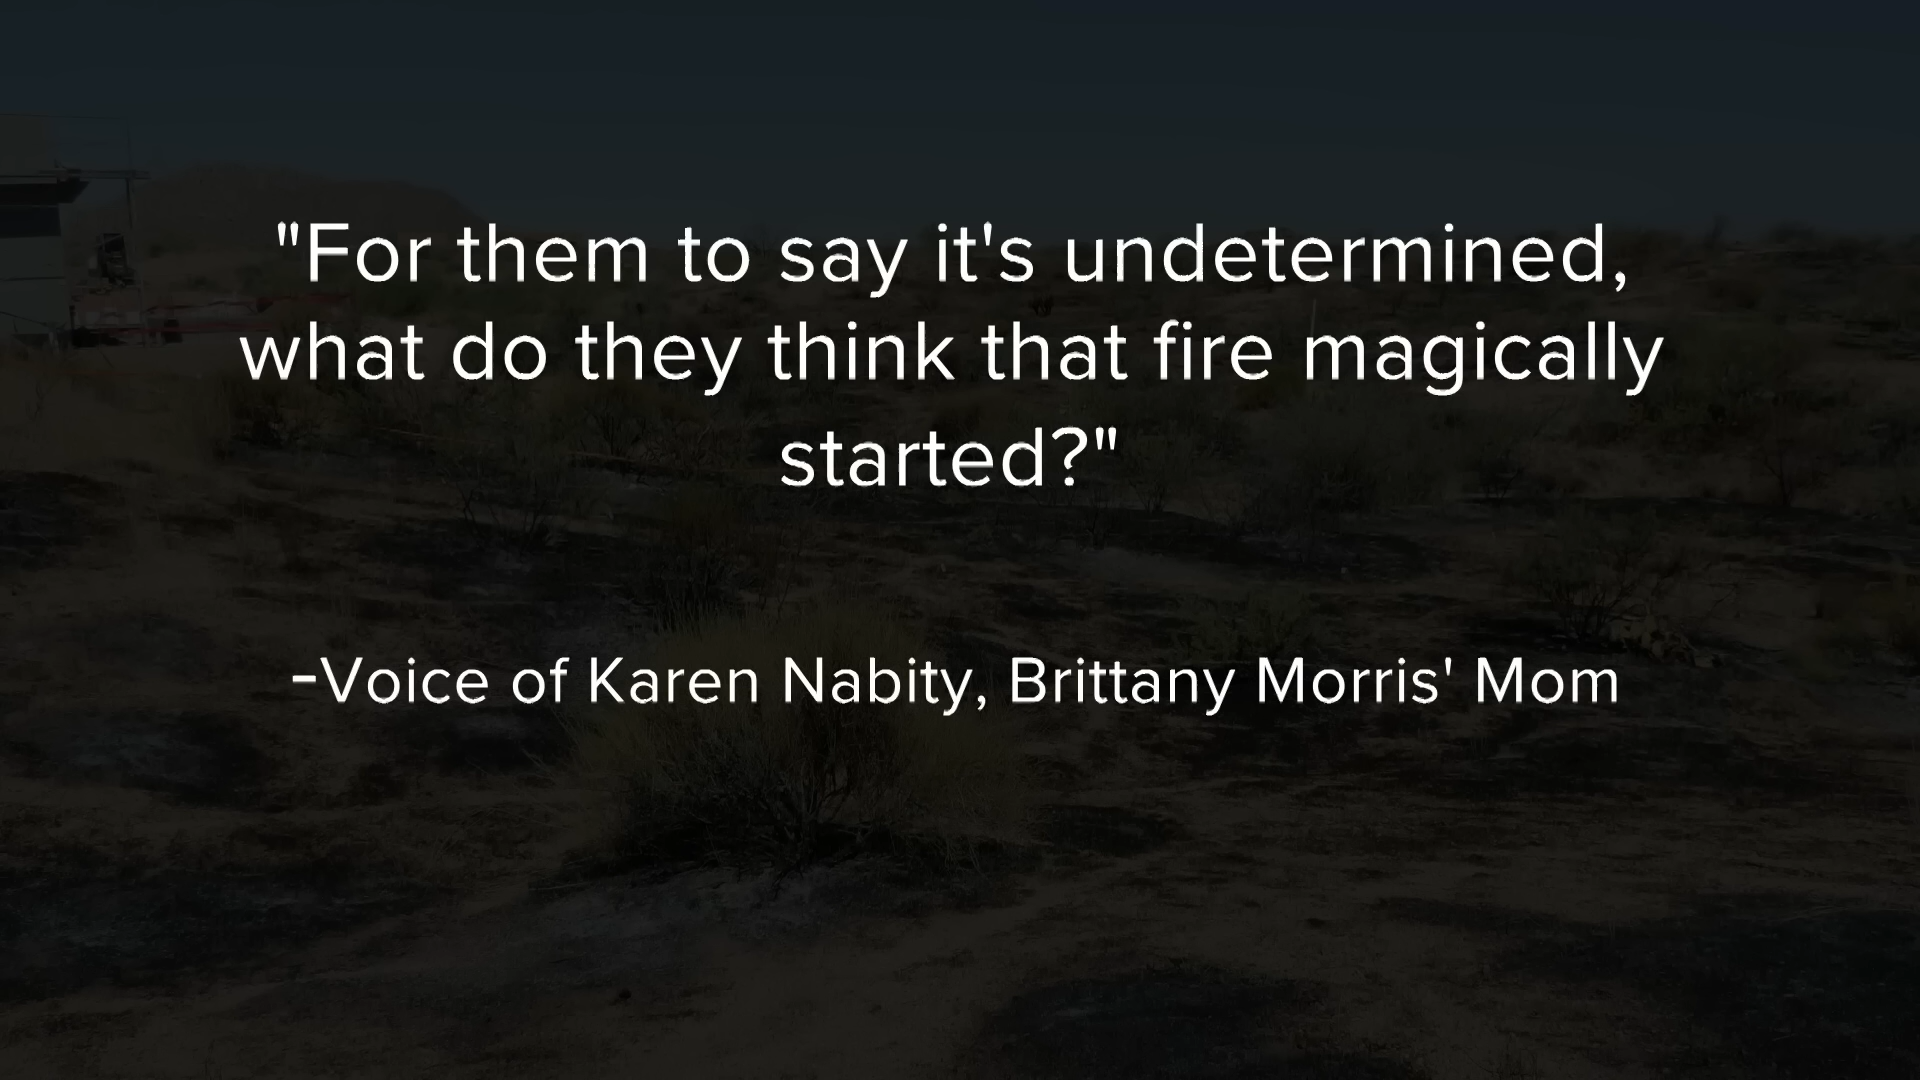 "For them to say it's undetermined,
what do they think that fire magically
started?"
-Voice of Karen Nabity, Brittany Morris' Mom